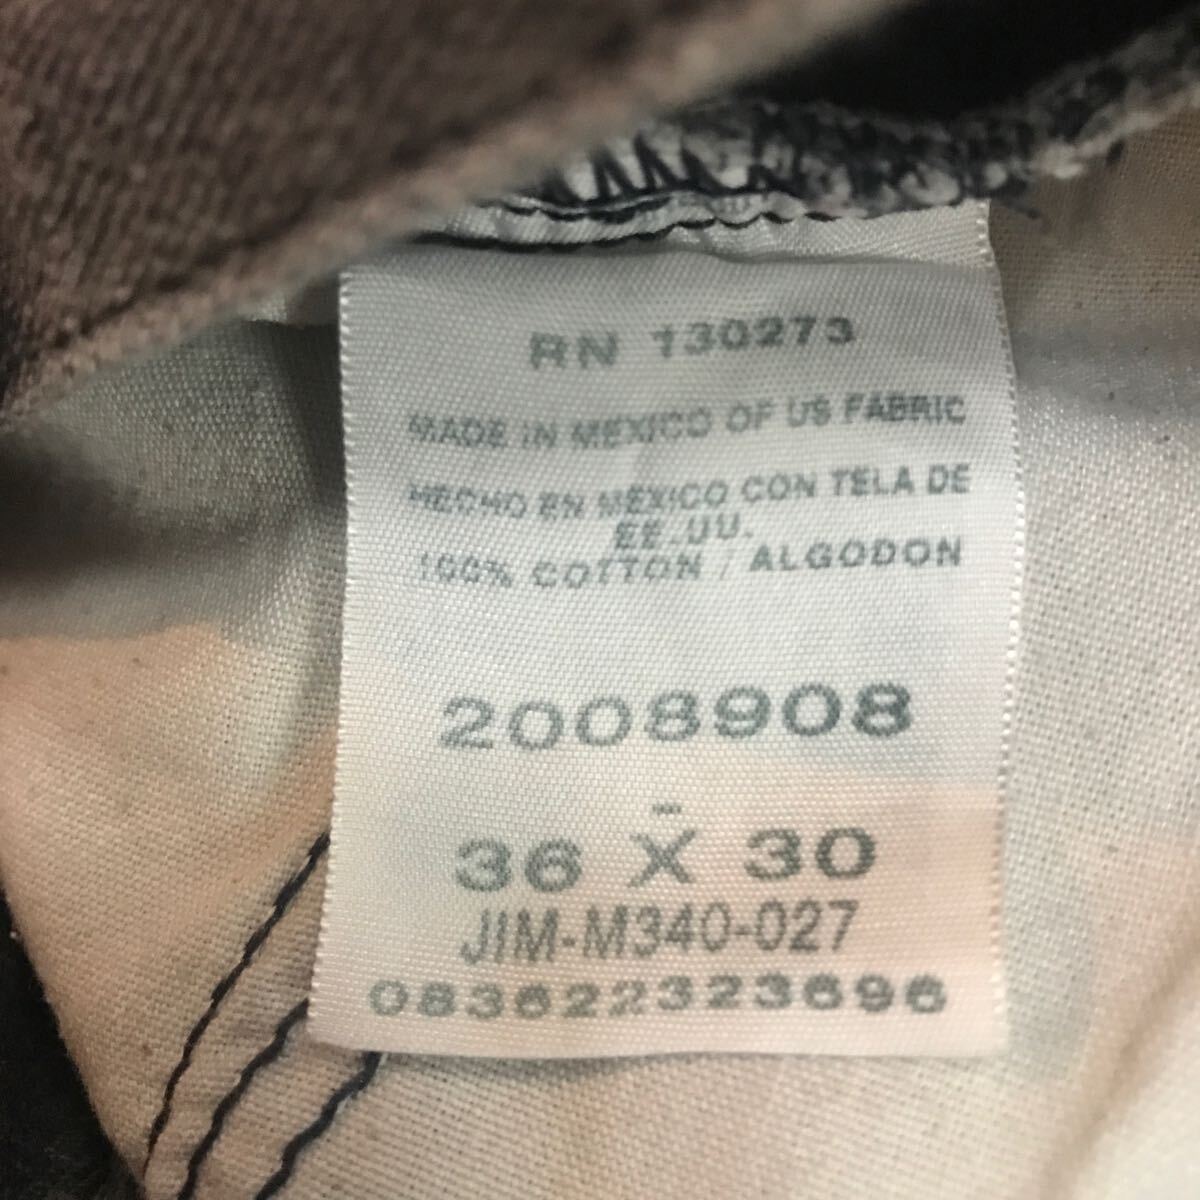 RN 130273
MADE IN MEXICO OF US FABRIC
HECHO EN MÉXICO CON TELA DE
EE.UU.
100% COTTON / ALGODON
2008908
36 X 30
JIM-M340-027
083622323696